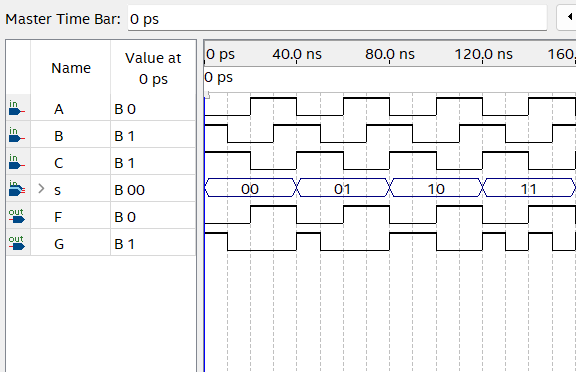 Master Time Bar: 0 ps
Name Value at 0 ps 0 ps 40.0 ns 80.0 ns 120.0 ns 160.
0 ps
in A B 0
in B B 1
in C B 1
in s B 00 00 01 10 11
out F B 0
out G B 1